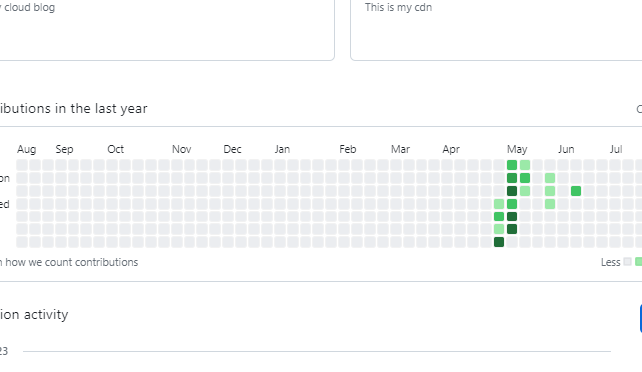 cloud blog
This is my cdn
ibutions in the last year
Aug Sep Oct Nov Dec Jan Feb Mar Apr May Jun Jul
on
ed
how we count contributions
Less
ion activity
23